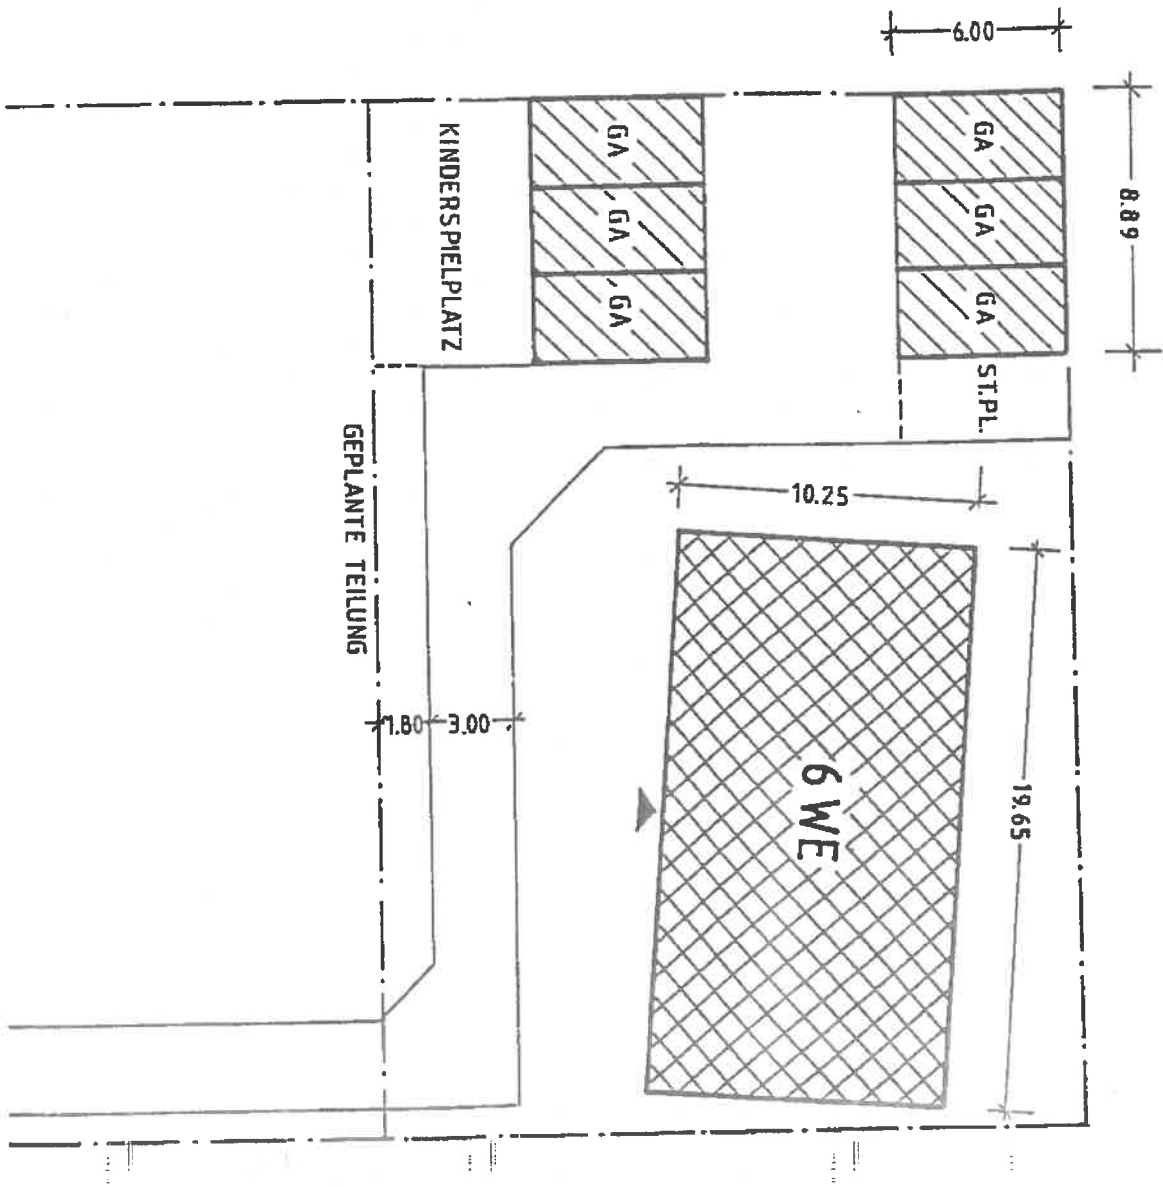 6.00
8.89
KINDERSPIELPLATZ
GA
GA
GA
GA
GA
GA
ST.PL.
GEPLANTE TEILUNG
10.25
1.80
3.00
6 WE
19.65